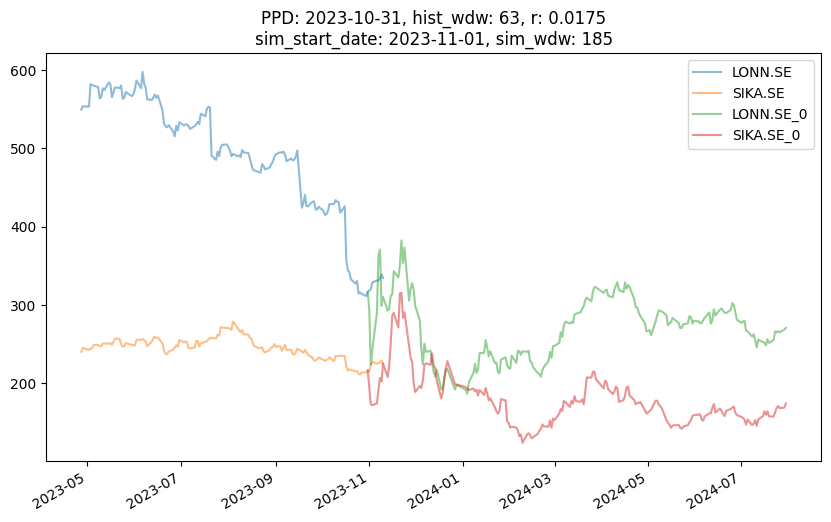 PPD: 2023-10-31, hist_wdw: 63, r: 0.0175
sim_start_date: 2023-11-01, sim_wdw: 185
LONN.SE
SIKA.SE
LONN.SE_0
SIKA.SE_0
600
500
400
300
200
2023-05
2023-07
2023-09
2023-11
2024-01
2024-03
2024-05
2024-07